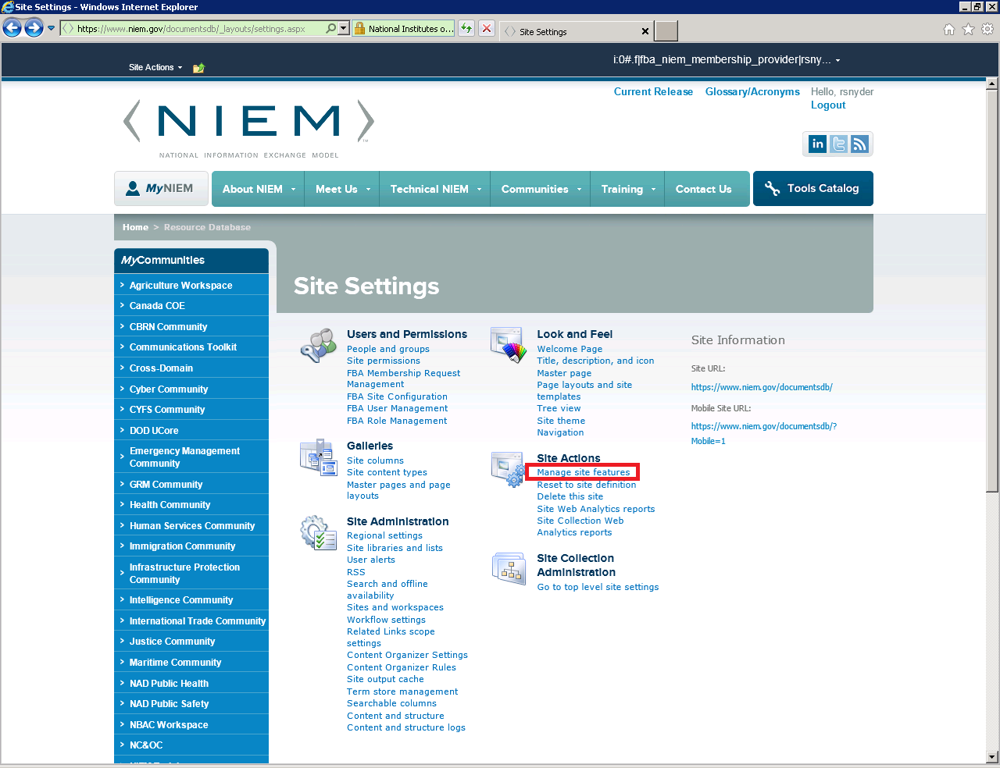 Site Settings - Windows Internet Explorer
https://www.niem.gov/documentsdb/_layouts/settings.aspx
National Institutes o...
Site Settings
Site Actions
i:0#.f|fba_niem_membership_provider|rsny...
Current Release
Glossary/Acronyms
Hello, rsnyder
Logout
NIEM
TM
NATIONAL INFORMATION EXCHANGE MODEL
in
MyNIEM
About NIEM
Meet Us
Technical NIEM
Communities
Training
Contact Us
Tools Catalog
Home > Resource Database
MyCommunities
Agriculture Workspace
Canada COE
CBRN Community
Communications Toolkit
Cross-Domain
Cyber Community
CYFS Community
DOD UCore
Emergency Management
Community
GRM Community
Health Community
Human Services Community
Immigration Community
Infrastructure Protection
Community
Intelligence Community
International Trade Community
Justice Community
Maritime Community
NAD Public Health
NAD Public Safety
NBAC Workspace
NC&OC
Site Settings
Users and Permissions
People and groups
Site permissions
FBA Membership Request
Management
FBA Site Configuration
FBA User Management
FBA Role Management
Galleries
Site columns
Site content types
Master pages and page
layouts
Site Administration
Regional settings
Site libraries and lists
User alerts
RSS
Search and offline
availability
Sites and workspaces
Workflow settings
Related Links scope
settings
Content Organizer Settings
Content Organizer Rules
Site output cache
Term store management
Searchable columns
Content and structure
Content and structure logs
Look and Feel
Welcome Page
Title, description, and icon
Master page
Page layouts and site
templates
Tree view
Site theme
Navigation
Site Actions
Manage site features
Reset to site definition
Delete this site
Site Web Analytics reports
Site Collection Web
Analytics reports
Site Collection
Administration
Go to top level site settings
Site Information
Site URL:
https://www.niem.gov/documentsdb/
Mobile Site URL:
https://www.niem.gov/documentsdb/?
Mobile=1